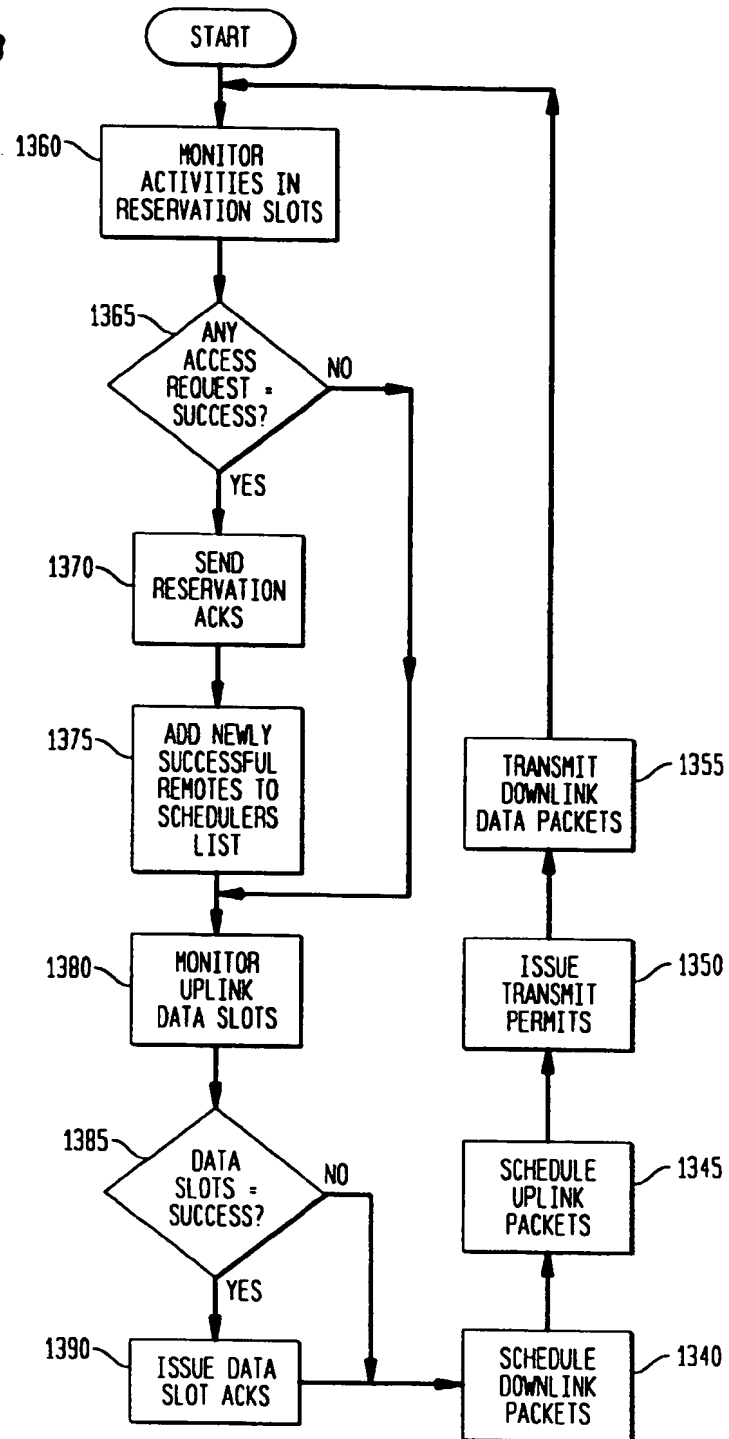 START
1360
MONITOR
ACTIVITIES IN
RESERVATION SLOTS
1365
ANY
ACCESS
REQUEST =
SUCCESS?
NO
YES
1370
SEND
RESERVATION
ACKS
1375
ADD NEWLY
SUCCESSFUL
REMOTES TO
SCHEDULERS
LIST
1380
MONITOR
UPLINK
DATA SLOTS
1385
DATA
SLOTS =
SUCCESS?
NO
YES
1390
ISSUE DATA
SLOT ACKS
TRANSMIT
DOWNLINK
DATA PACKETS
1355
ISSUE
TRANSMIT
PERMITS
1350
SCHEDULE
UPLINK
PACKETS
1345
SCHEDULE
DOWNLINK
PACKETS
1340